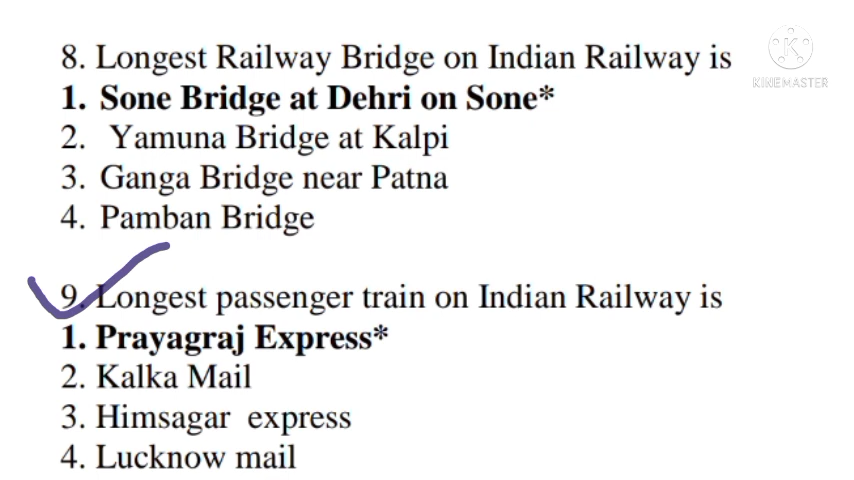 8. Longest Railway Bridge on Indian Railway is
KINEMASTER
1. Sone Bridge at Dehri on Sone*
2. Yamuna Bridge at Kalpi
3. Ganga Bridge near Patna
4. Pamban Bridge
9. Longest passenger train on Indian Railway is
1. Prayagraj Express*
2. Kalka Mail
3. Himsagar express
4. Lucknow mail